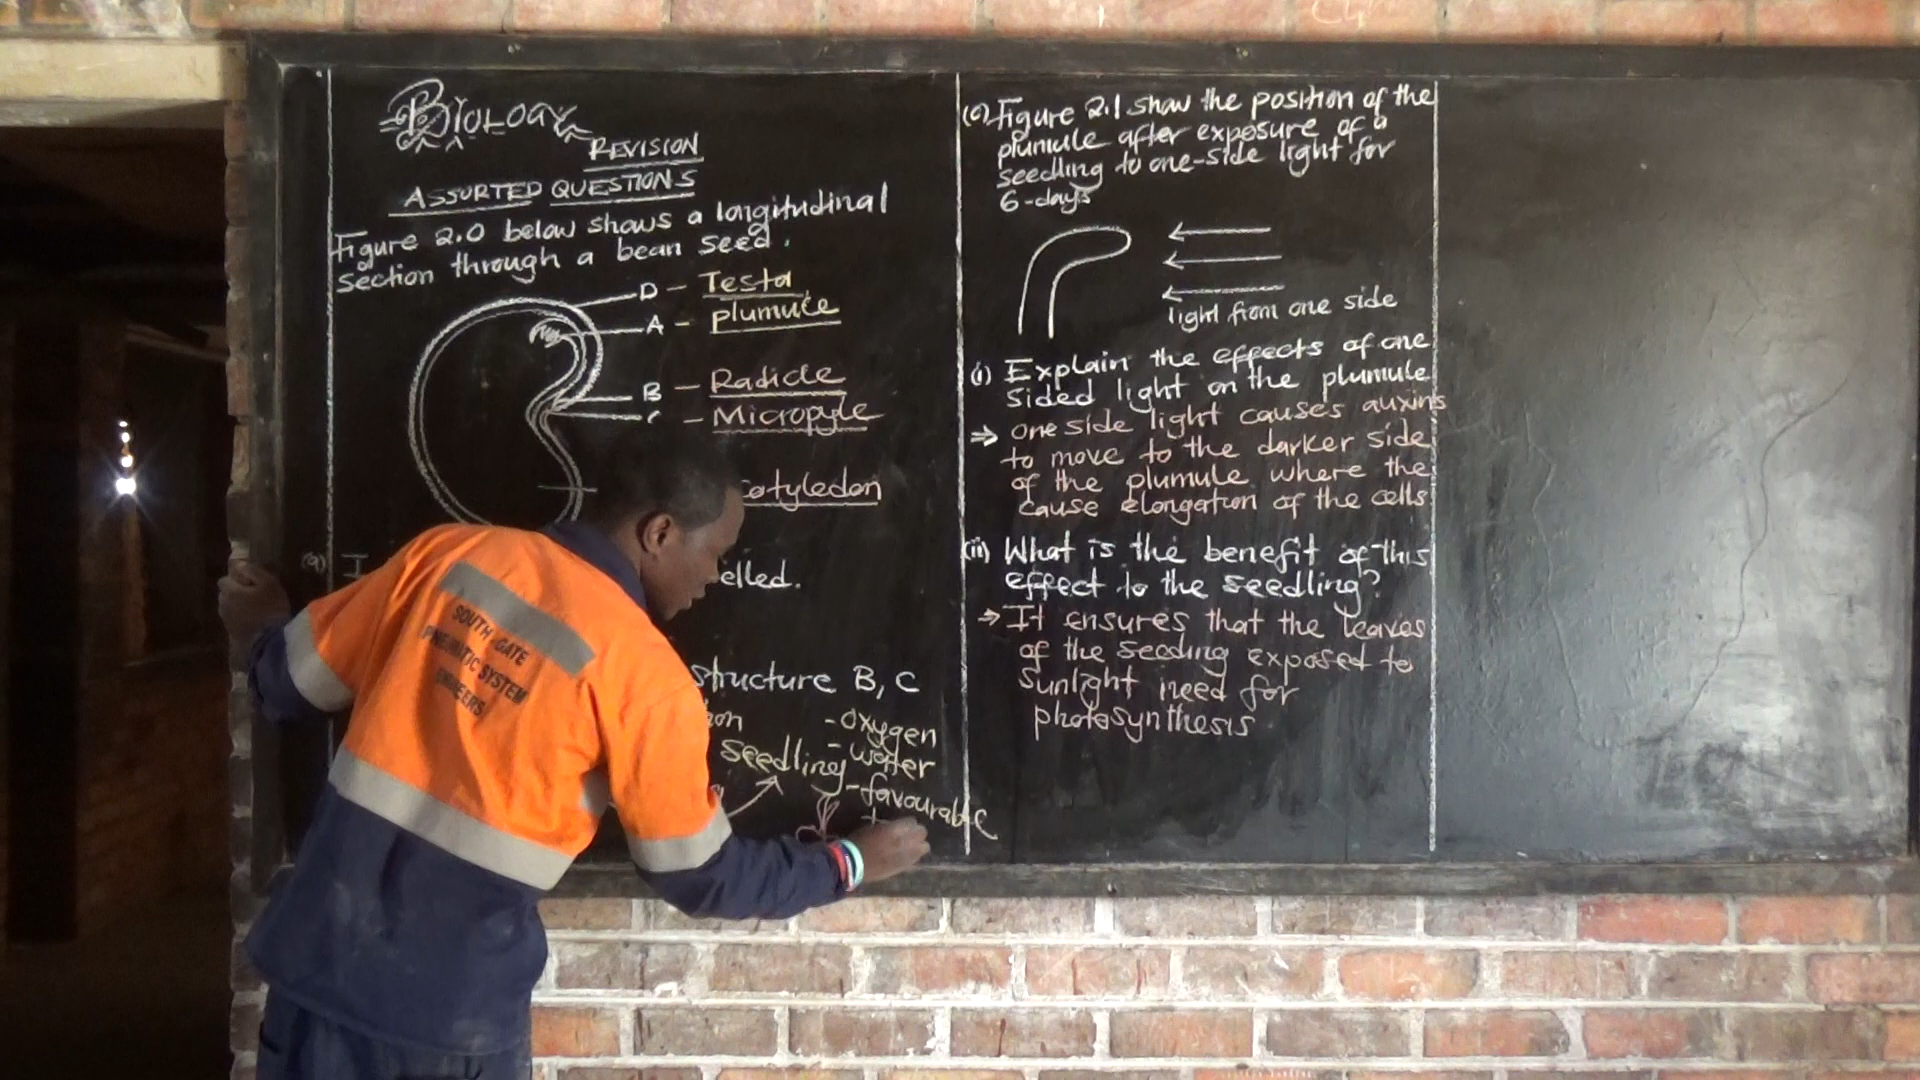 BIOLOGY
REVISION
ASSORTED QUESTIONS
Figure 2.0 below shows a longitudinal
section through a bean seed.
D - Testa
A - plumule
B - Radicle
C - Micropyle
cotyledon
(a) I
elled.
structure B, C
- oxygen
seedling - water
- favourable
(c) Figure 2.1 show the position of the
plumule after exposure of a
seedling to one-side light for
6-days
light from one side
(i) Explain the effects of one
sided light on the plumule
⇒ one side light causes auxins
to move to the darker side
of the plumule where the
cause elongation of the cells
(ii) What is the benefit of this
effect to the seedling?
⇒ It ensures that the leaves
of the seeding exposed to
sunlight need for
photosynthesis
SOUTH GATE
PNEUMATIC SYSTEM